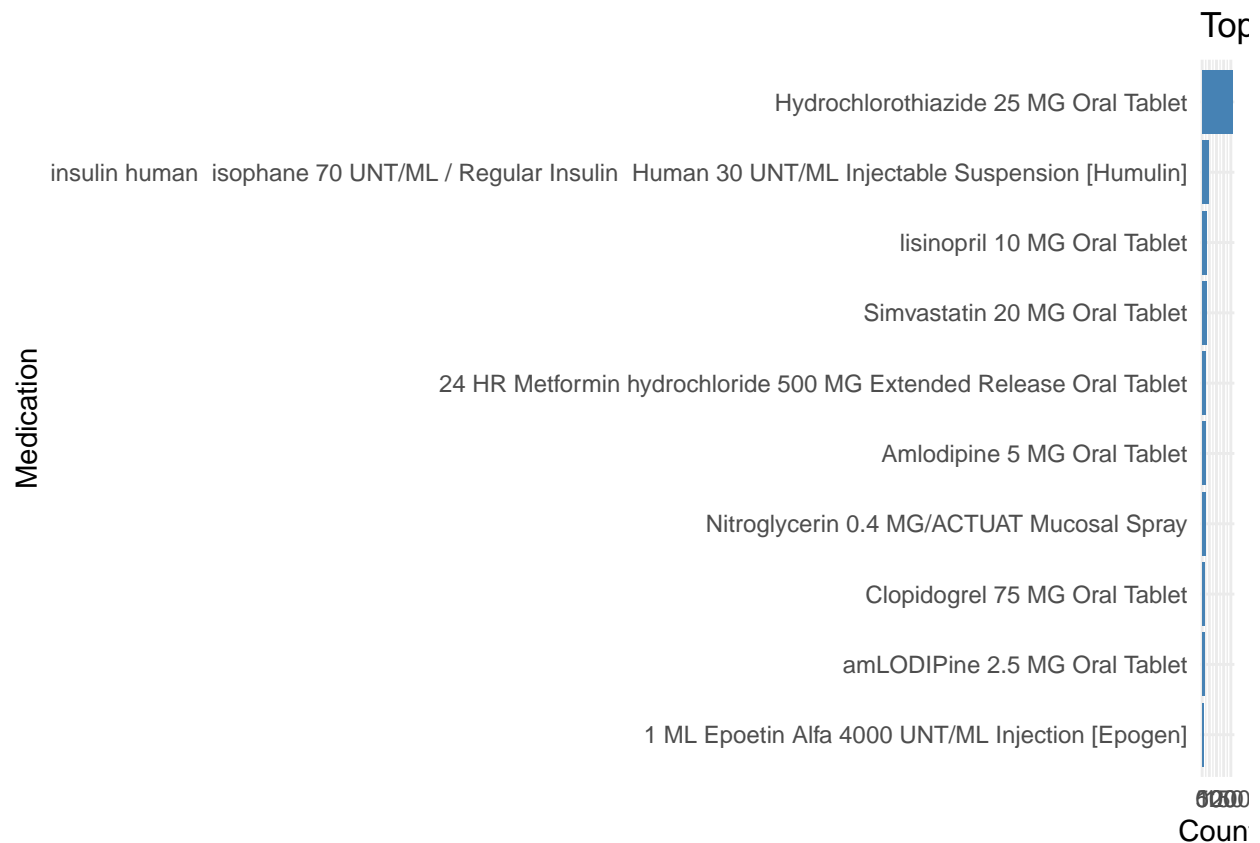 Top
Hydrochlorothiazide 25 MG Oral Tablet
insulin human  isophane 70 UNT/ML / Regular Insulin  Human 30 UNT/ML Injectable Suspension [Humulin]
lisinopril 10 MG Oral Tablet
Simvastatin 20 MG Oral Tablet
24 HR Metformin hydrochloride 500 MG Extended Release Oral Tablet
Amlodipine 5 MG Oral Tablet
Nitroglycerin 0.4 MG/ACTUAT Mucosal Spray
Clopidogrel 75 MG Oral Tablet
amLODIPine 2.5 MG Oral Tablet
1 ML Epoetin Alfa 4000 UNT/ML Injection [Epogen]
Medication
Coun